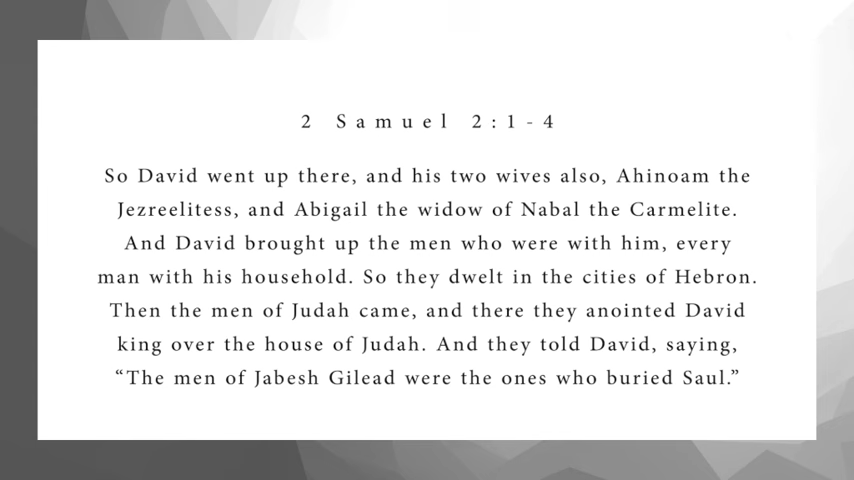 2 Samuel 2:1-4
So David went up there, and his two wives also, Ahinoam the
Jezreelitess, and Abigail the widow of Nabal the Carmelite.
And David brought up the men who were with him, every
man with his household. So they dwelt in the cities of Hebron.
Then the men of Judah came, and there they anointed David
king over the house of Judah. And they told David, saying,
“The men of Jabesh Gilead were the ones who buried Saul.”